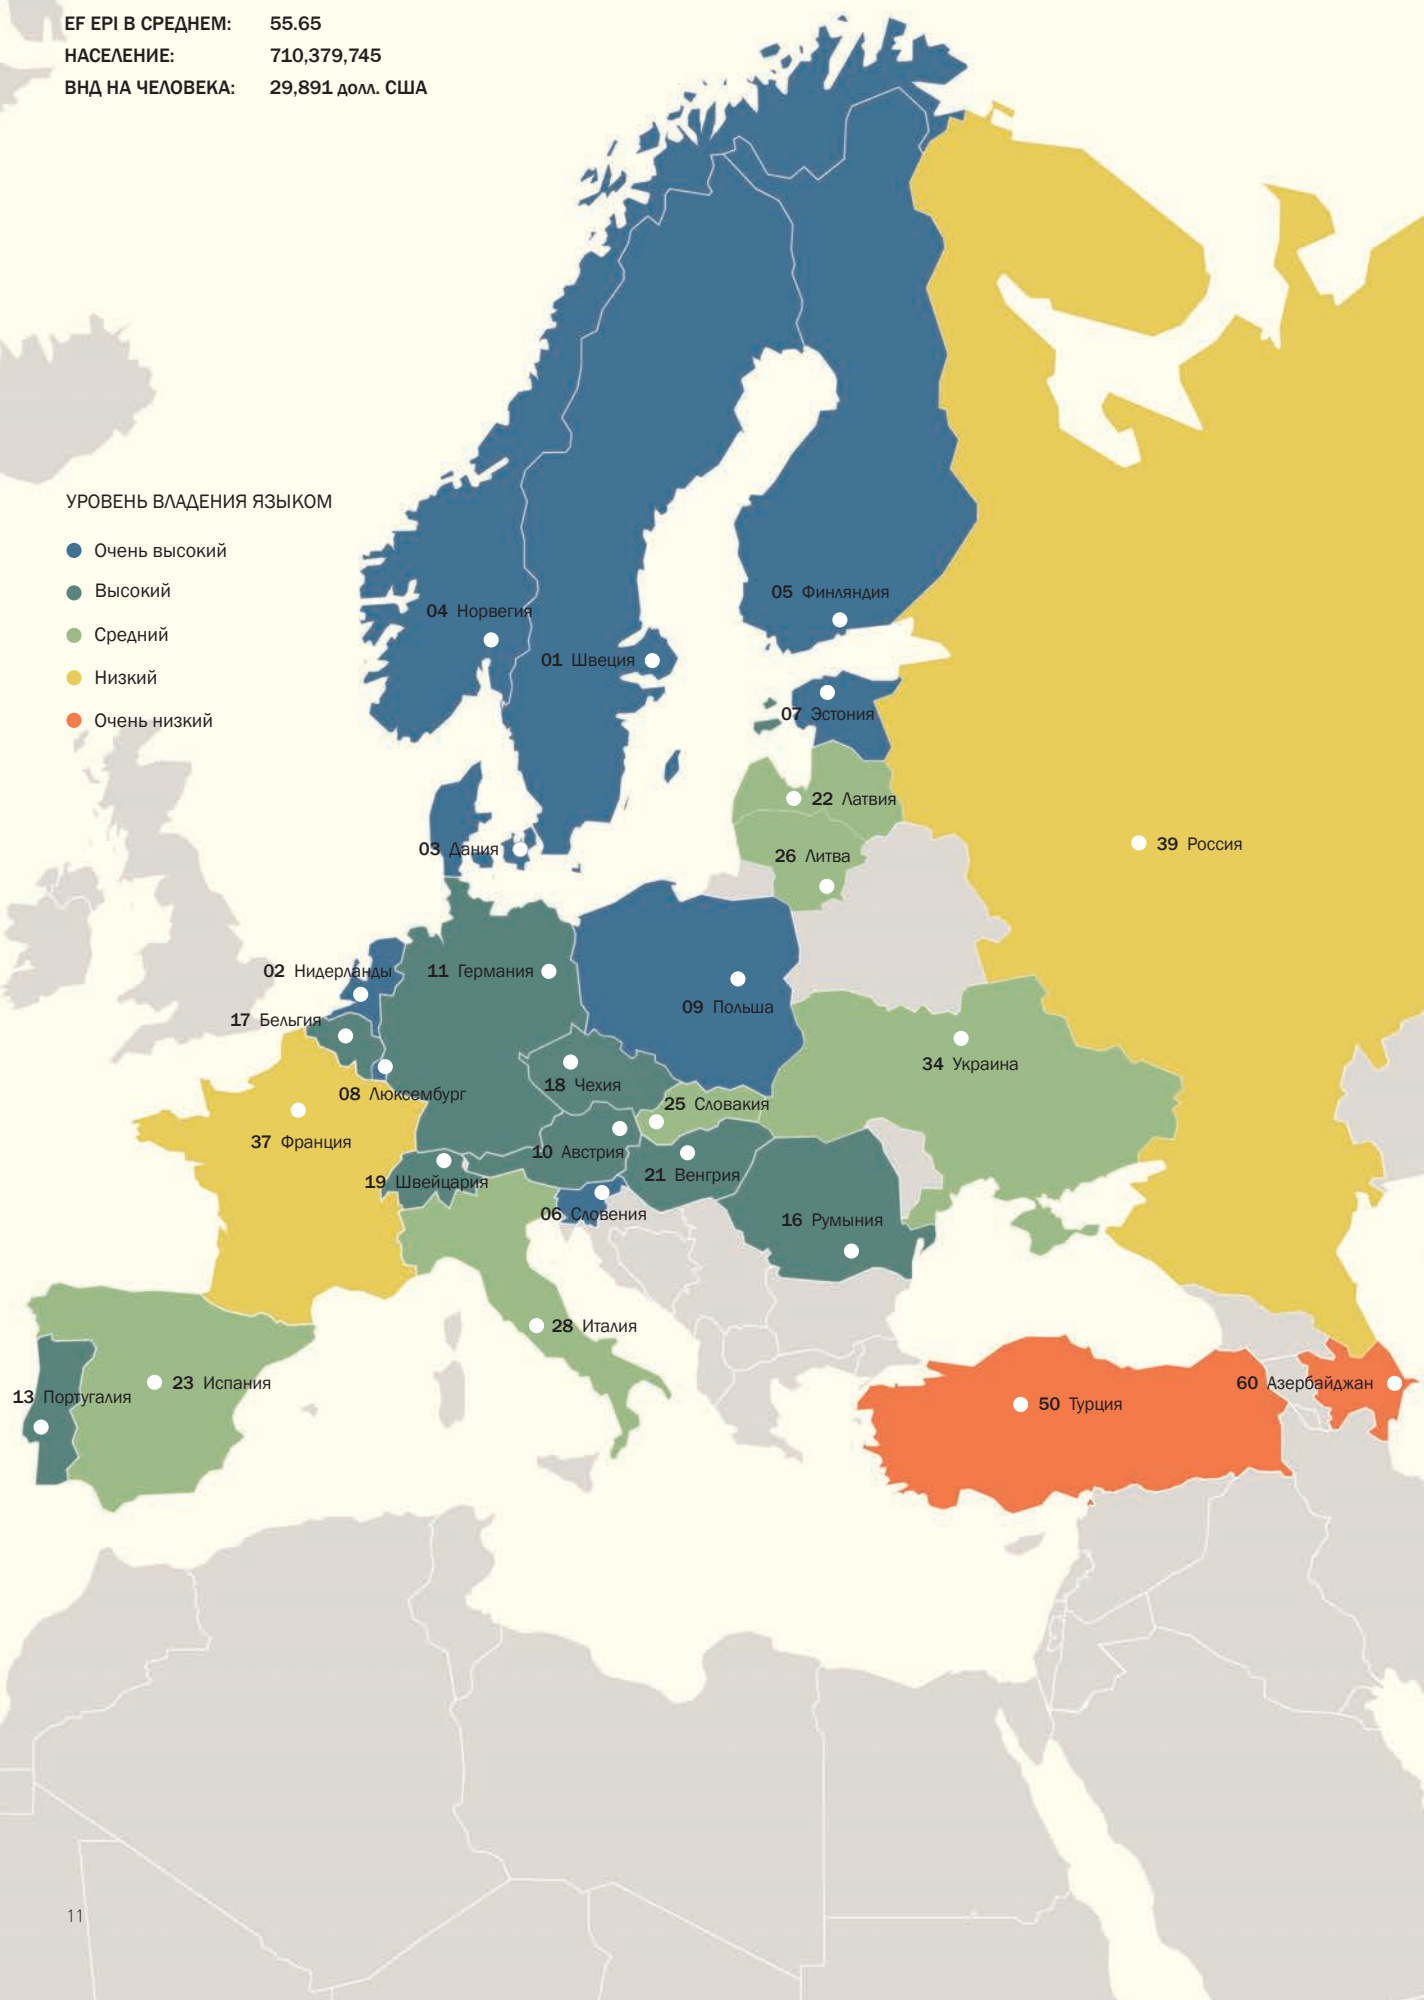 EF EPI В СРЕДНЕМ: 55.65
НАСЕЛЕНИЕ: 710,379,745
ВНД НА ЧЕЛОВЕКА: 29,891 долл. США
УРОВЕНЬ ВЛАДЕНИЯ ЯЗЫКОМ
Очень высокий
Высокий
Средний
Низкий
Очень низкий
05 Финляндия
04 Норвегия
01 Швеция
07 Эстония
22 Латвия
39 Россия
03 Дания
26 Литва
02 Нидерланды
11 Германия
09 Польша
17 Бельгия
34 Украина
18 Чехия
08 Люксембург
25 Словакия
37 Франция
10 Австрия
21 Венгрия
19 Швейцария
06 Словения
16 Румыния
28 Италия
23 Испания
60 Азербайджан
13 Португалия
50 Турция
11